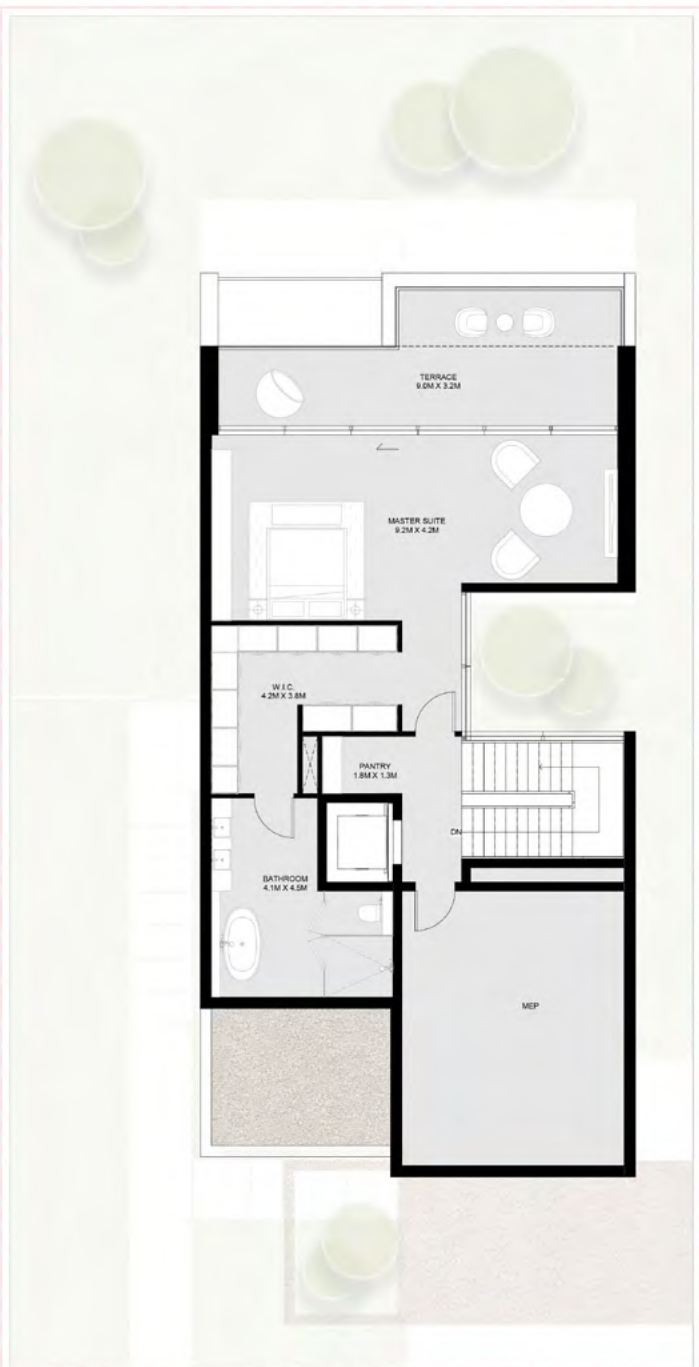 TERRACE
9.0M X 3.2M
MASTER SUITE
9.2M X 4.2M
W.I.C.
4.2M X 3.8M
PANTRY
1.8M X 1.3M
DN
BATHROOM
4.1M X 4.5M
MEP